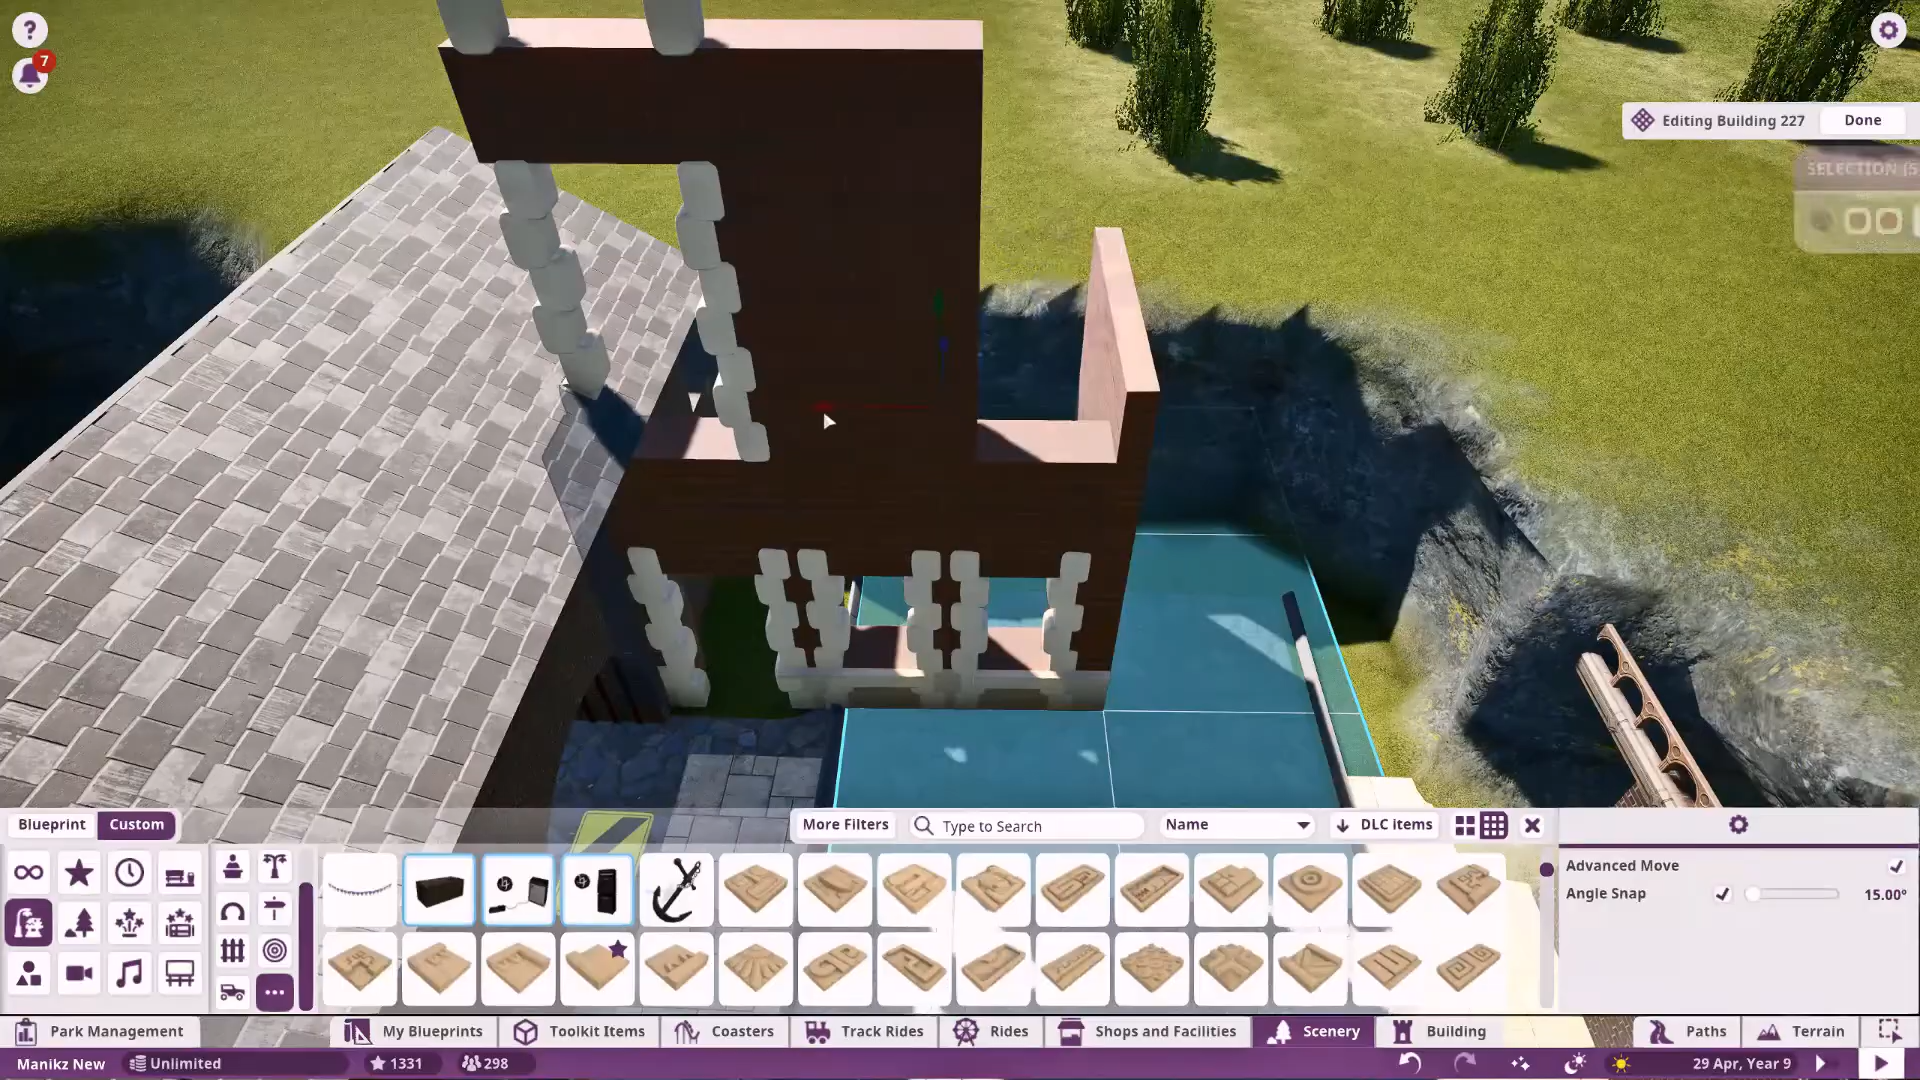 ?
7
Editing Building 227
Done
SELECTION (5
Blueprint
Custom
More Filters
Type to Search
Name
DLC items
Advanced Move
Angle Snap
15.00°
Park Management
My Blueprints
Toolkit Items
Coasters
Track Rides
Rides
Shops and Facilities
Scenery
Building
Paths
Terrain
Manikz New
Unlimited
1331
298
29 Apr, Year 9